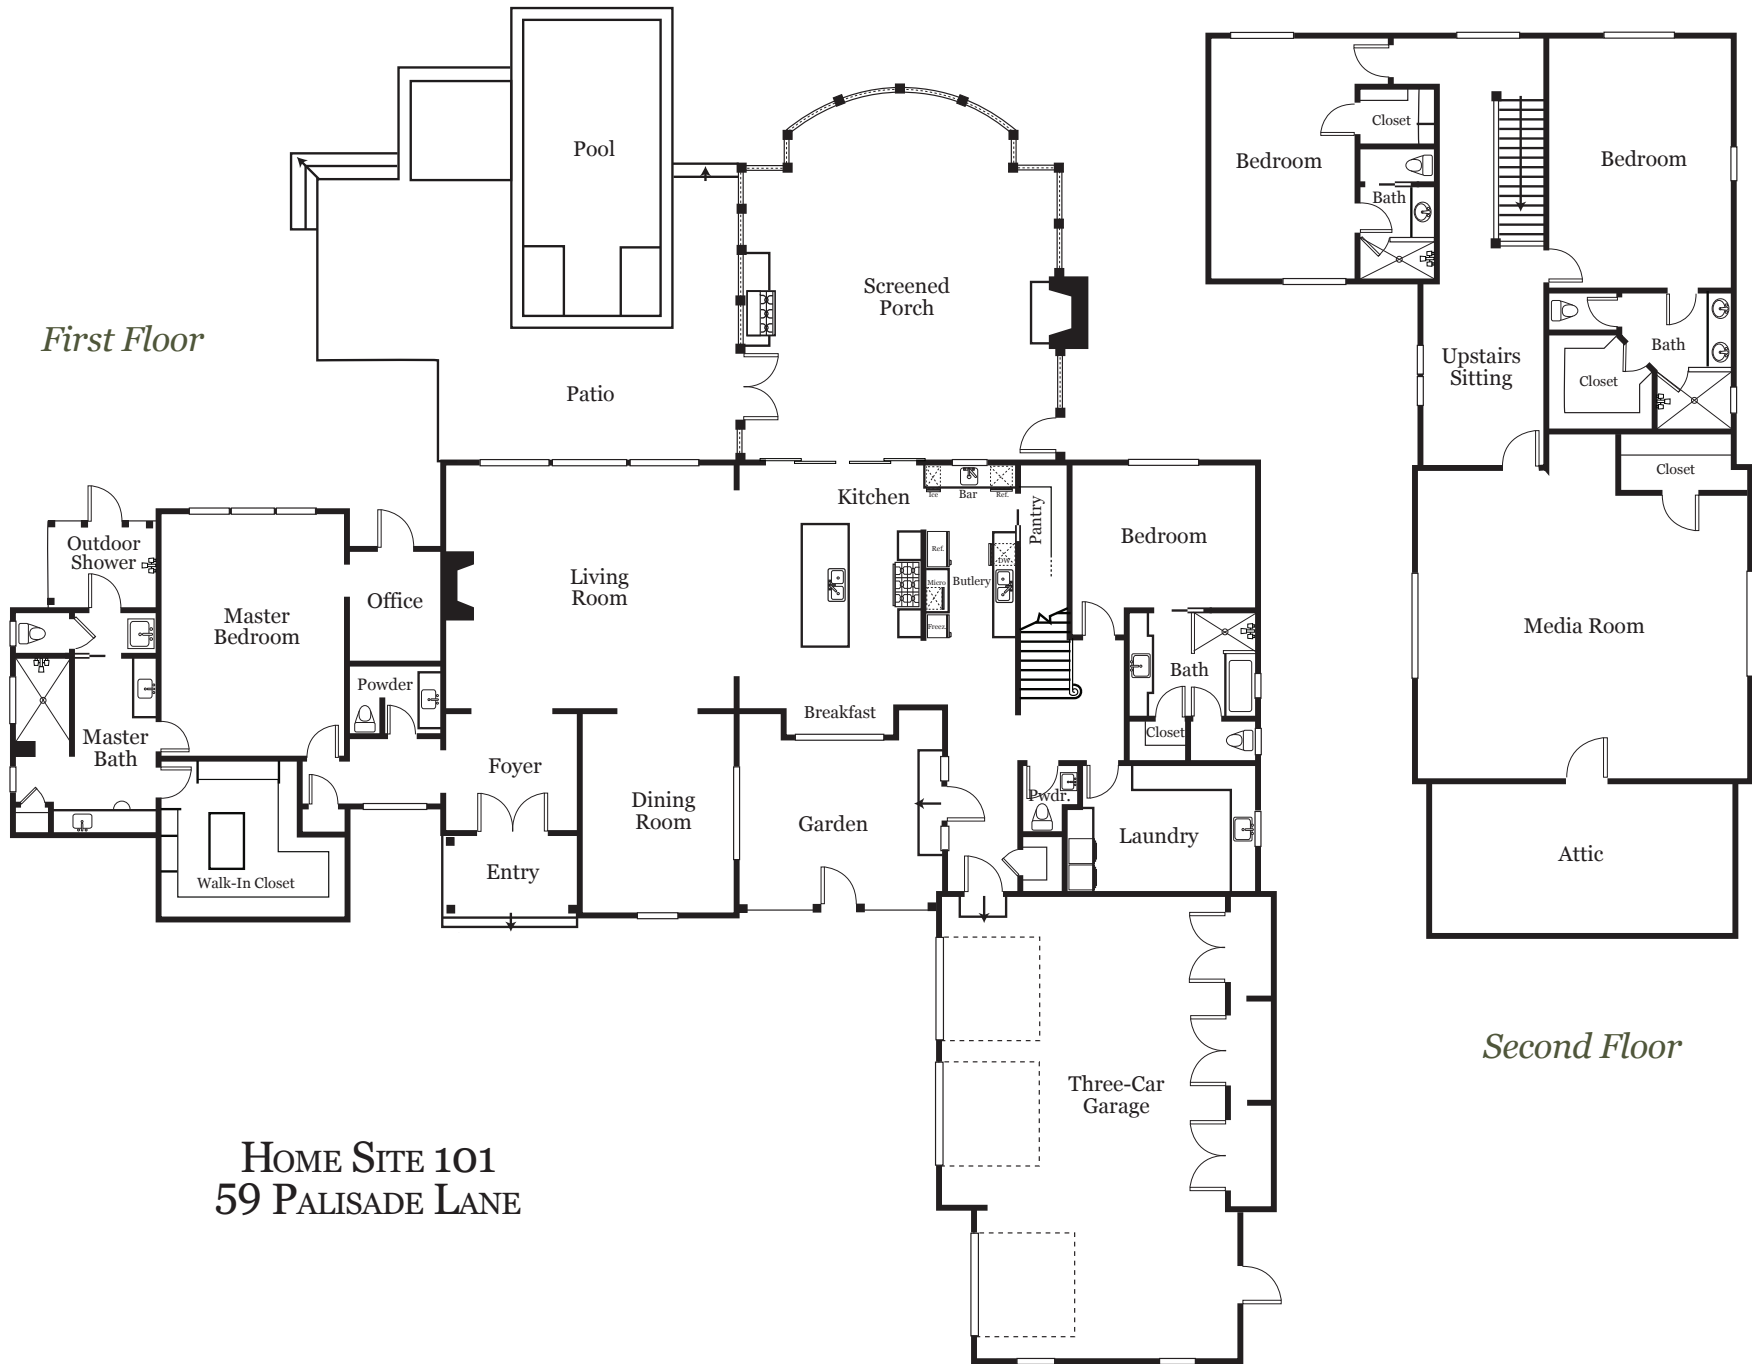 First Floor
Pool
Screened
Porch
Patio
Outdoor
Shower
Master
Bedroom
Office
Living
Room
Kitchen
Ice
Bar
Ref.
Pantry
Ref.
Micro
Freez.
Butlery
DW.
Bedroom
Bath
Closet
Powder
Master
Bath
Foyer
Breakfast
Dining
Room
Garden
Pwdr.
Laundry
Entry
Walk-In Closet
Three-Car
Garage
Bedroom
Closet
Bath
Bedroom
Upstairs
Sitting
Bath
Closet
Closet
Media Room
Attic
Second Floor
Home Site 101
59 Palisade Lane